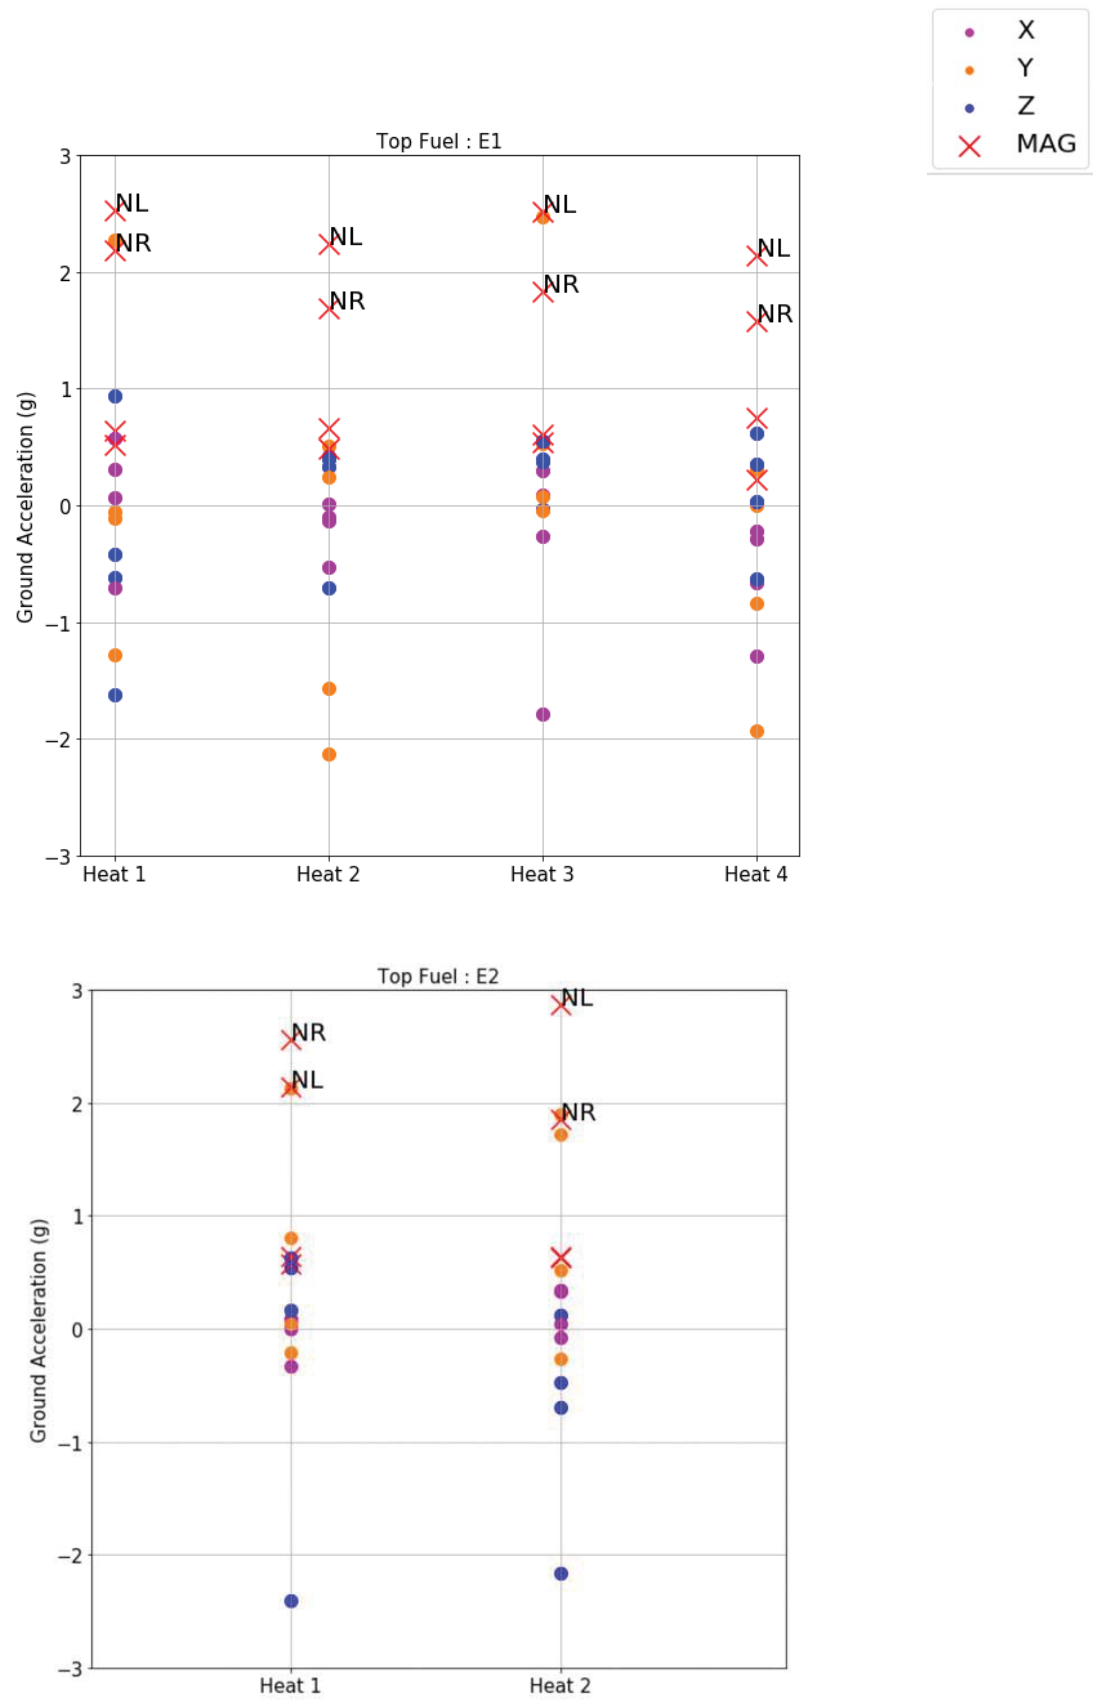 X
Y
Z
MAG
Top Fuel : E1
Ground Acceleration (g)
3
2
1
0
−1
−2
−3
NL
NR
NL
NR
NL
NR
NL
NR
Heat 1 Heat 2 Heat 3 Heat 4
Top Fuel : E2
Ground Acceleration (g)
3
2
1
0
−1
−2
−3
NR
NL
NL
NR
Heat 1 Heat 2